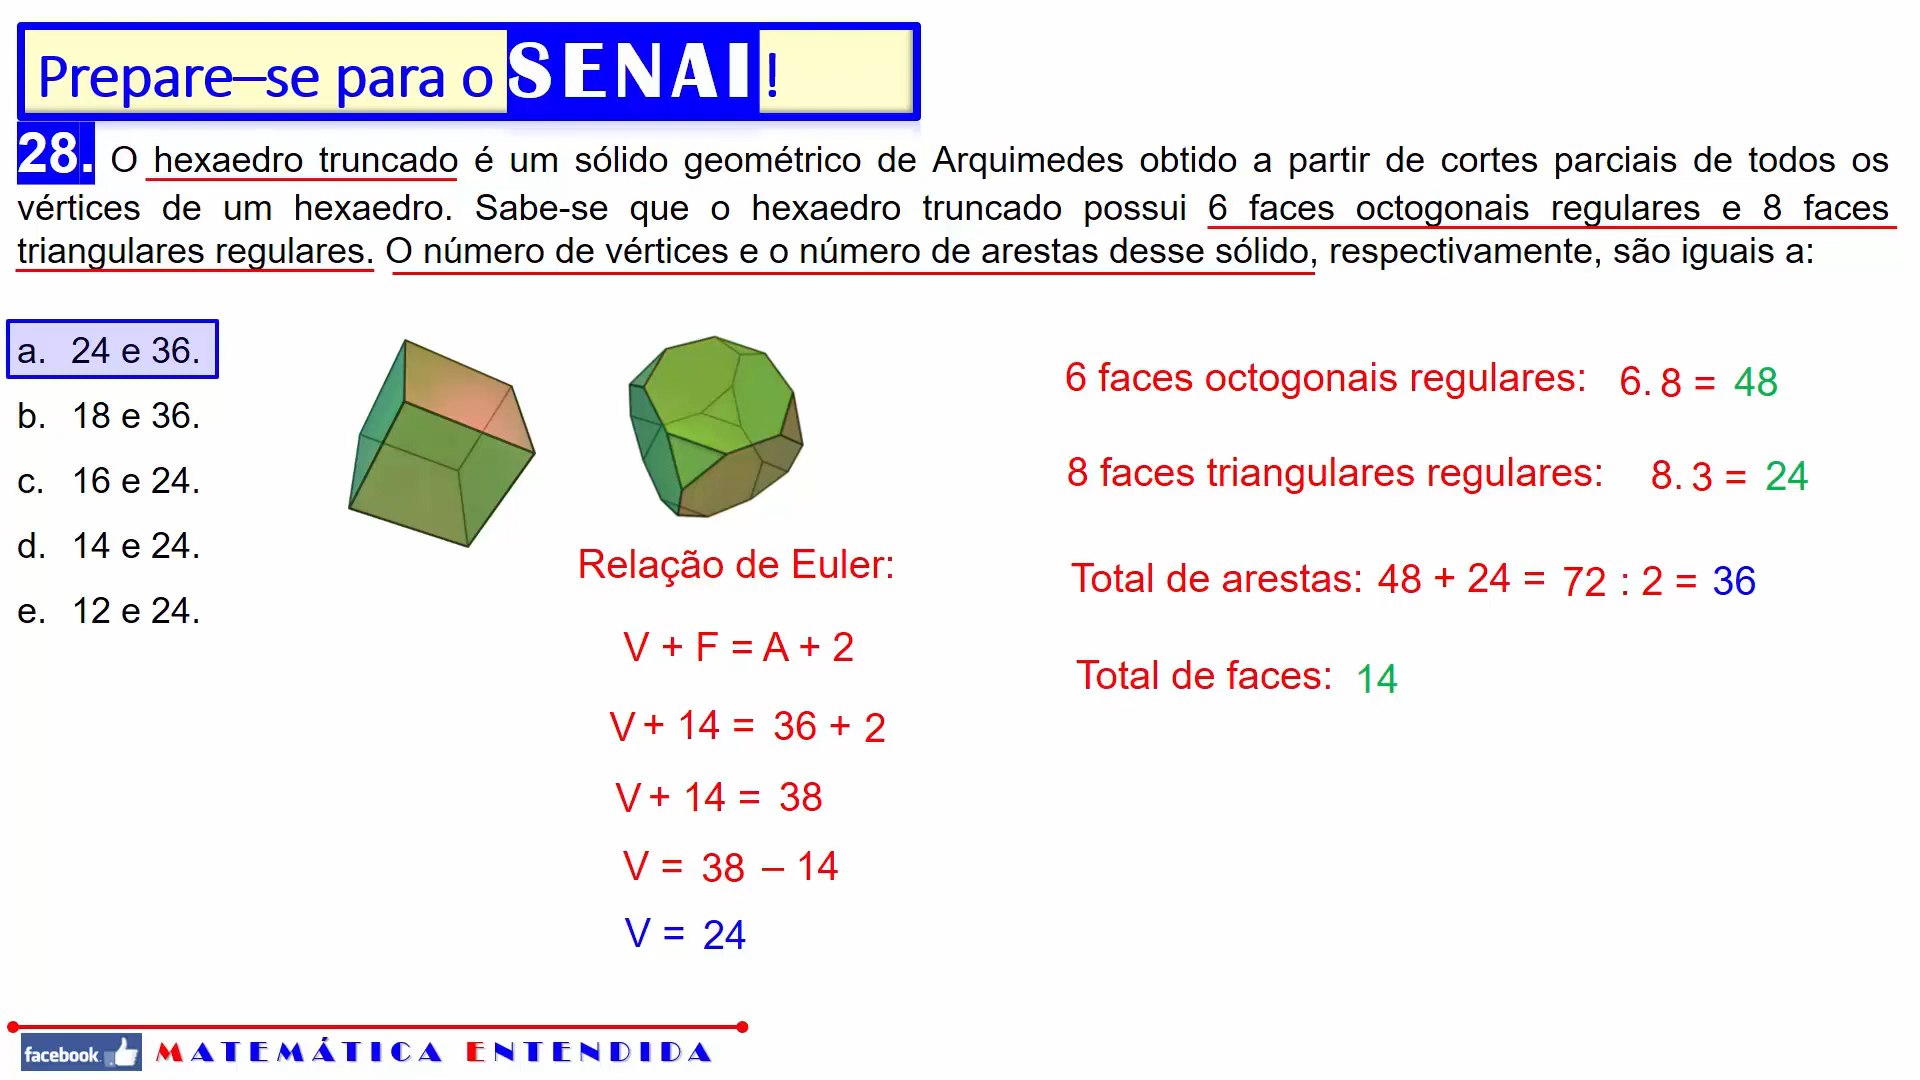 Prepare–se para o SENAI!
28. O hexaedro truncado é um sólido geométrico de Arquimedes obtido a partir de cortes parciais de todos os
vértices de um hexaedro. Sabe-se que o hexaedro truncado possui 6 faces octogonais regulares e 8 faces
triangulares regulares. O número de vértices e o número de arestas desse sólido, respectivamente, são iguais a:
a. 24 e 36.
b. 18 e 36.
c. 16 e 24.
d. 14 e 24.
e. 12 e 24.
Relação de Euler:
V + F = A + 2
V + 14 = 36 + 2
V + 14 = 38
V = 38 – 14
V = 24
6 faces octogonais regulares: 6. 8 = 48
8 faces triangulares regulares: 8. 3 = 24
Total de arestas: 48 + 24 = 72 : 2 = 36
Total de faces: 14
facebook MATEMÁTICA ENTENDIDA